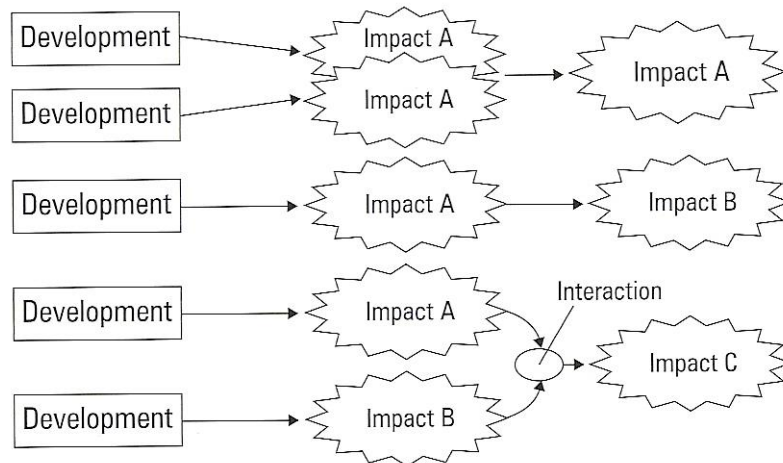 Development
Impact A
Impact A
Development
Impact A
Development
Impact A
Impact B
Development
Impact A
Interaction
Impact C
Development
Impact B